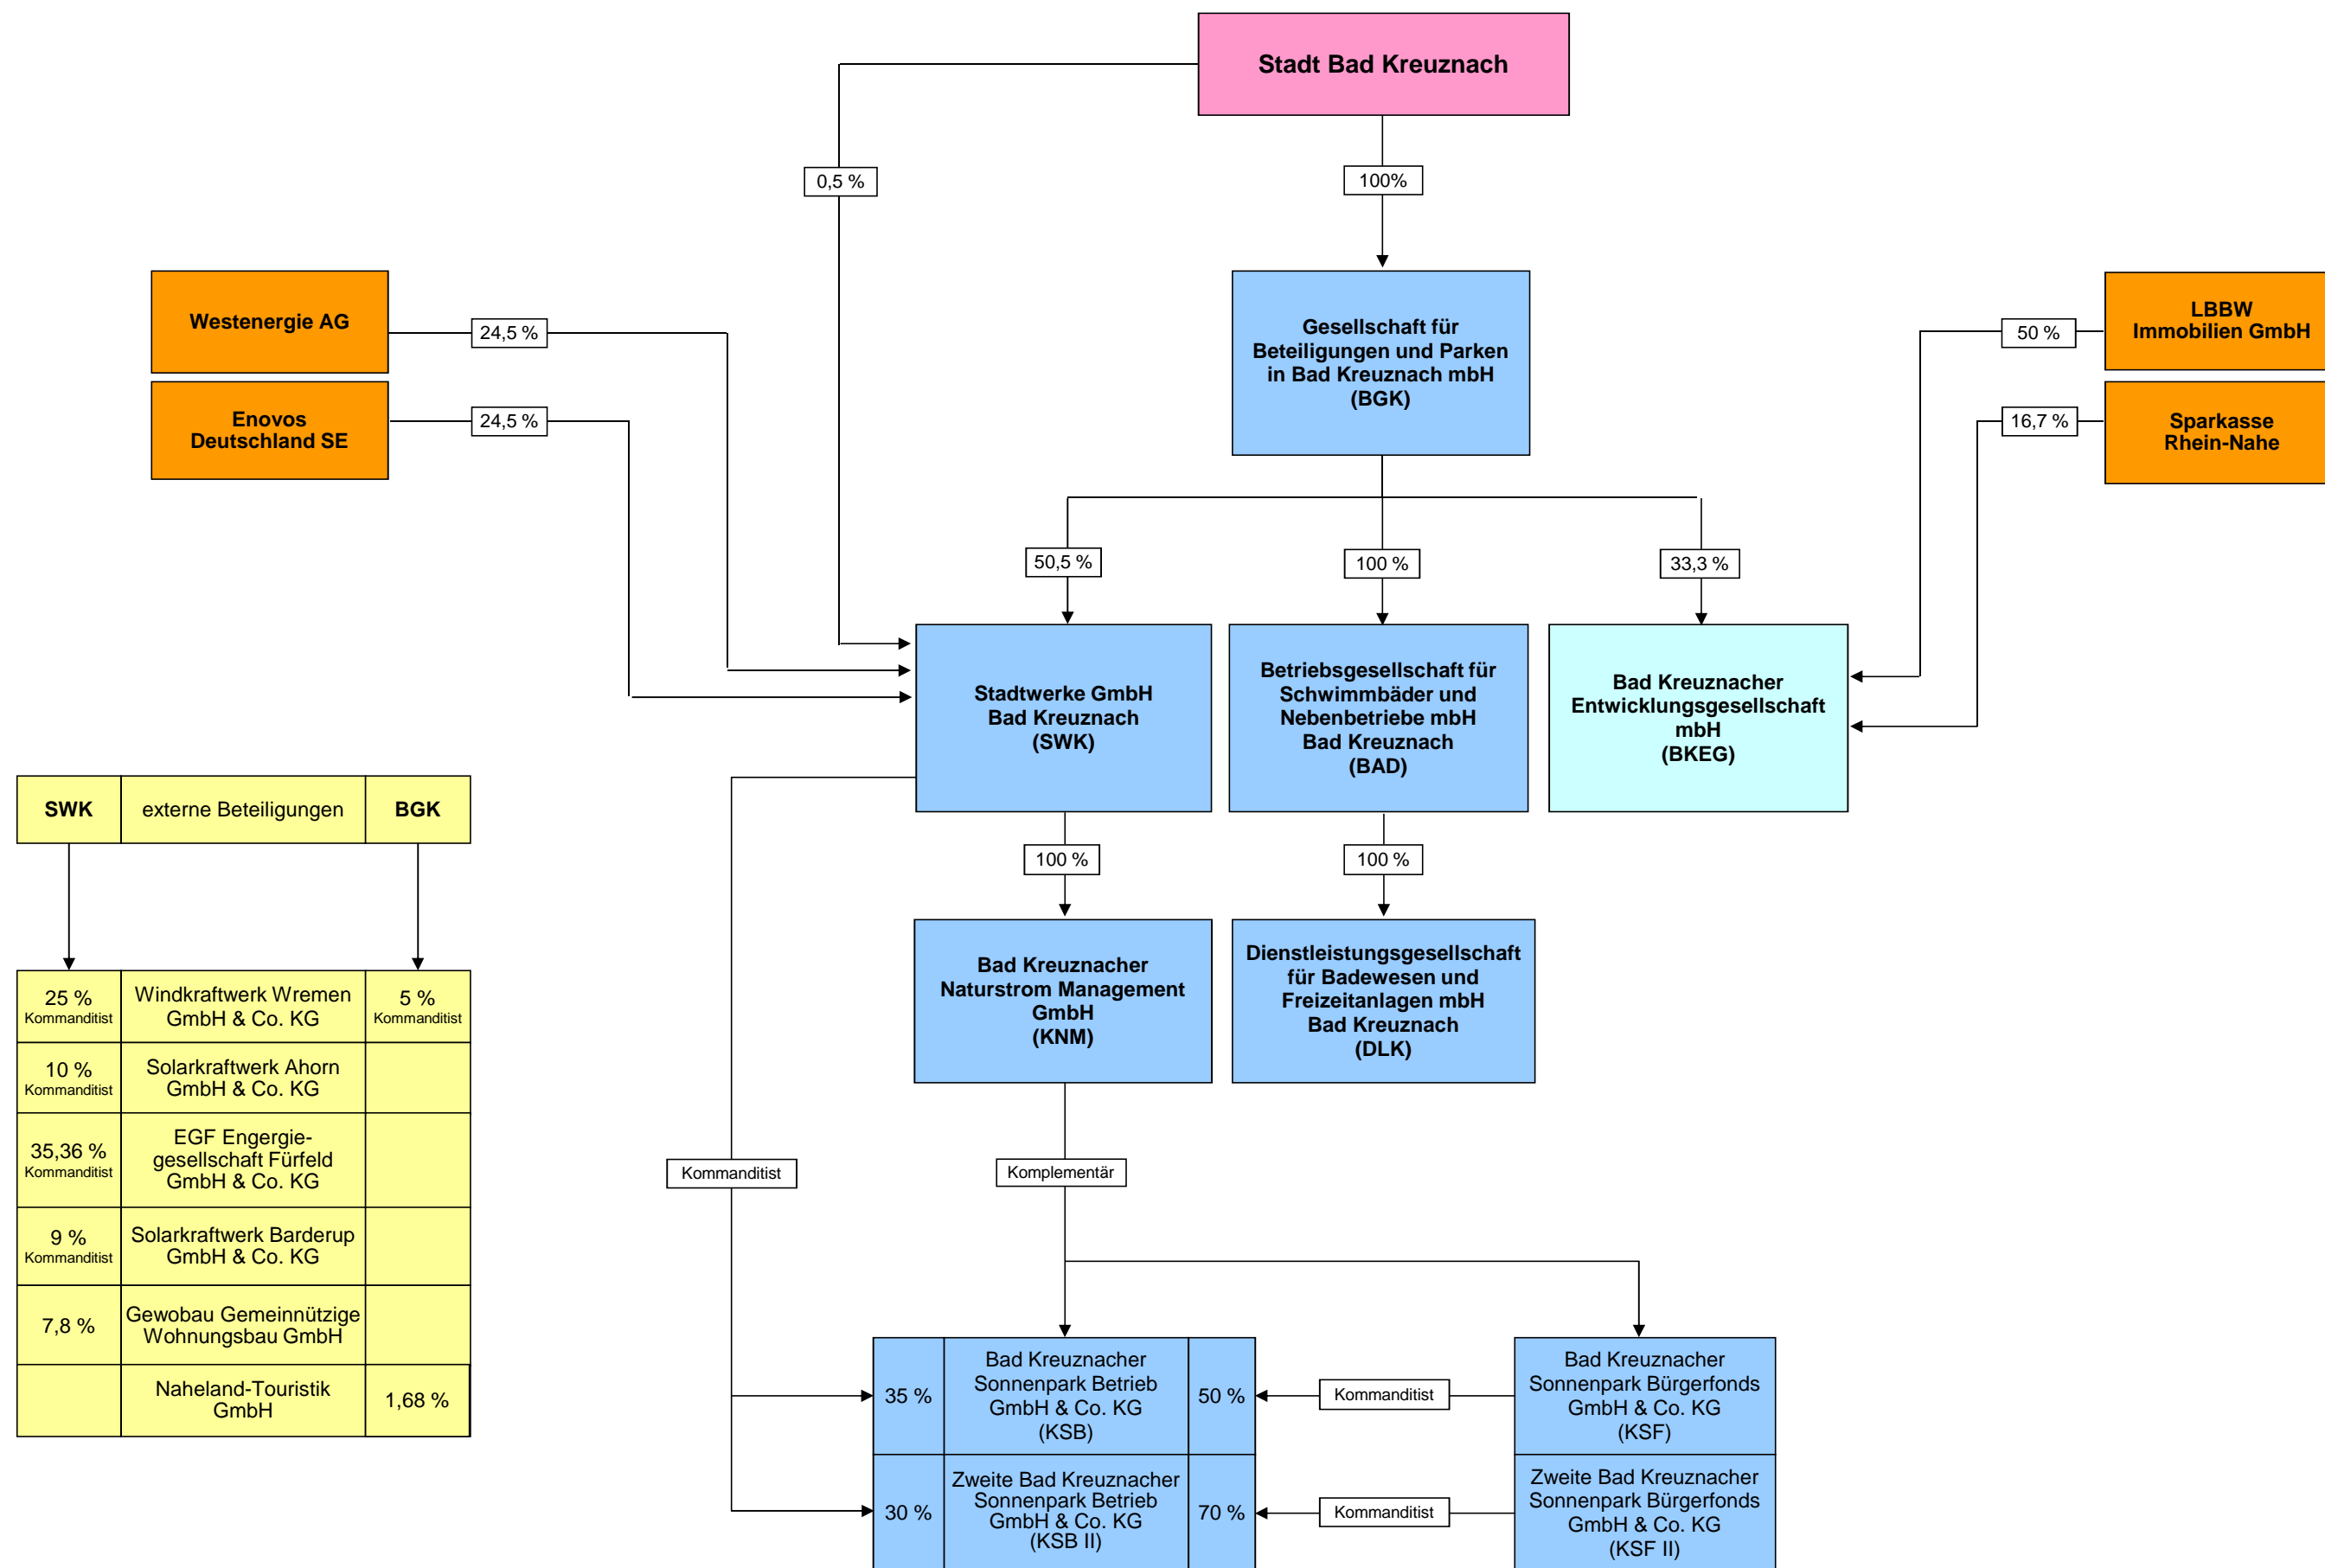 Stadt Bad Kreuznach
0,5 %
100%
Westenergie AG
24,5 %
Enovos
Deutschland SE
24,5 %
Gesellschaft für
Beteiligungen und Parken
in Bad Kreuznach mbH
(BGK)
LBBW
Immobilien GmbH
50 %
Sparkasse
Rhein-Nahe
16,7 %
50,5 %
100 %
33,3 %
Stadtwerke GmbH
Bad Kreuznach
(SWK)
Betriebsgesellschaft für
Schwimmbäder und
Nebenbetriebe mbH
Bad Kreuznach
(BAD)
Bad Kreuznacher
Entwicklungsgesellschaft
mbH
(BKEG)
100 %
100 %
Bad Kreuznacher
Naturstrom Management
GmbH
(KNM)
Dienstleistungsgesellschaft
für Badewesen und
Freizeitanlagen mbH
Bad Kreuznach
(DLK)
SWK externe Beteiligungen BGK
25 %
Kommanditist
Windkraftwerk Wremen
GmbH & Co. KG
5 %
Kommanditist
10 %
Kommanditist
Solarkraftwerk Ahorn
GmbH & Co. KG
35,36 %
Kommanditist
EGF Engergie-
gesellschaft Fürfeld
GmbH & Co. KG
9 %
Kommanditist
Solarkraftwerk Barderup
GmbH & Co. KG
7,8 %
Gewobau Gemeinnützige
Wohnungsbau GmbH
Naheland-Touristik
GmbH
1,68 %
Kommanditist
Komplementär
35 %
Bad Kreuznacher
Sonnenpark Betrieb
GmbH & Co. KG
(KSB)
50 %
Kommanditist
Bad Kreuznacher
Sonnenpark Bürgerfonds
GmbH & Co. KG
(KSF)
30 %
Zweite Bad Kreuznacher
Sonnenpark Betrieb
GmbH & Co. KG
(KSB II)
70 %
Kommanditist
Zweite Bad Kreuznacher
Sonnenpark Bürgerfonds
GmbH & Co. KG
(KSF II)